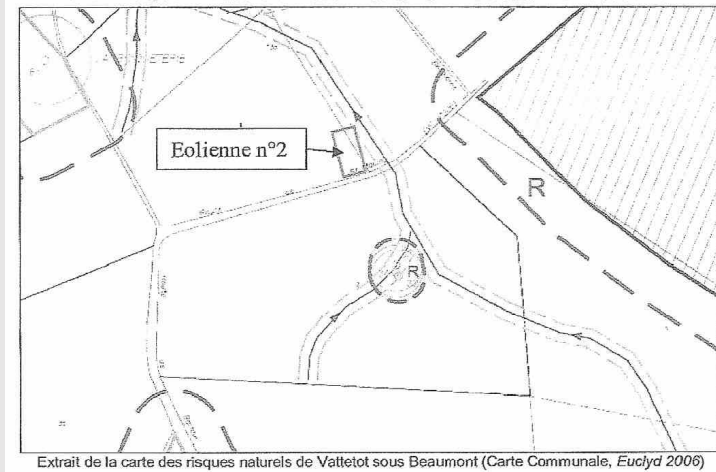 Eolienne n°2
R
R
Extrait de la carte des risques naturels de Vattetot sous Beaumont (Carte Communale, Euclyd 2006)